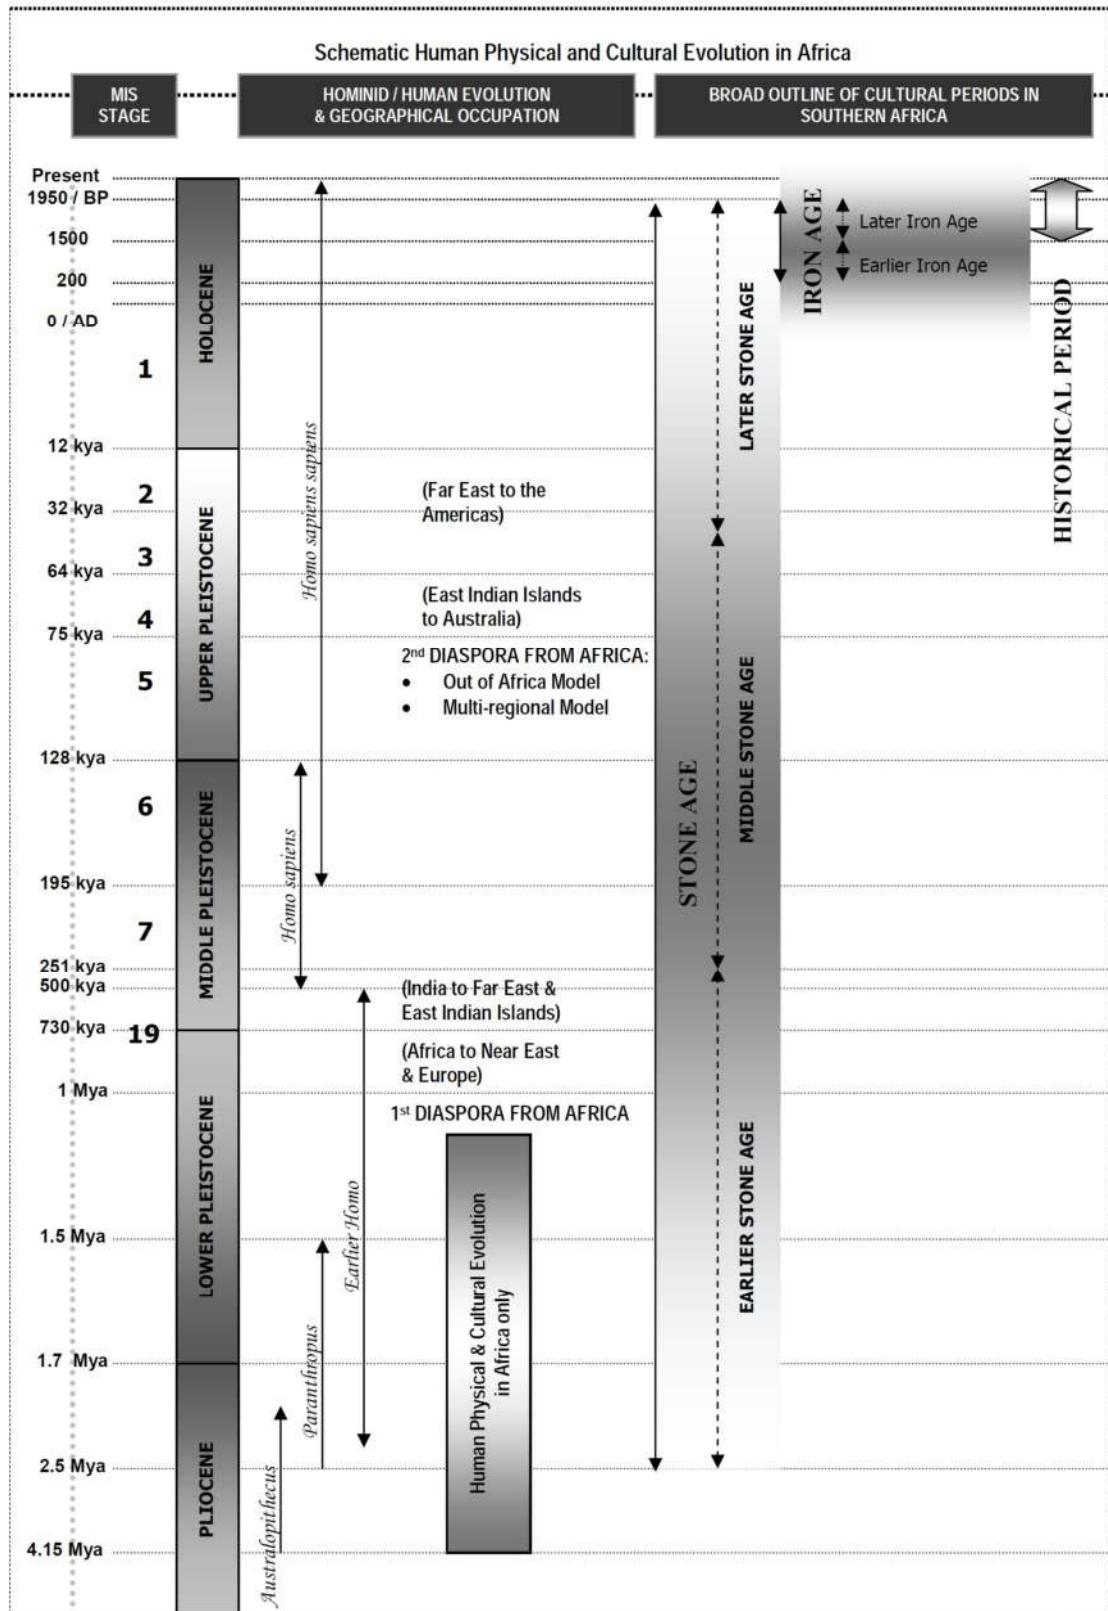 Schematic Human Physical and Cultural Evolution in Africa
MIS
STAGE
HOMINID / HUMAN EVOLUTION
& GEOGRAPHICAL OCCUPATION
BROAD OUTLINE OF CULTURAL PERIODS IN
SOUTHERN AFRICA
Present
1950 / BP
1500
200
0 / AD
1
12 kya
2
32 kya
3
64 kya
4
75 kya
5
128 kya
6
195 kya
7
251 kya
500 kya
730 kya
19
1 Mya
1.5 Mya
1.7 Mya
2.5 Mya
4.15 Mya
HOLOCENE
UPPER PLEISTOCENE
MIDDLE PLEISTOCENE
LOWER PLEISTOCENE
PLIOCENE
Homo sapiens sapiens
Homo sapiens
Earlier Homo
Paranthropus
Australopithecus
(Far East to the
Americas)
(East Indian Islands
to Australia)
2nd DIASPORA FROM AFRICA:
• Out of Africa Model
• Multi-regional Model
(India to Far East &
East Indian Islands)
(Africa to Near East
& Europe)
1st DIASPORA FROM AFRICA
Human Physical & Cultural Evolution
in Africa only
STONE AGE
LATER STONE AGE
MIDDLE STONE AGE
EARLIER STONE AGE
IRON AGE
Later Iron Age
Earlier Iron Age
HISTORICAL PERIOD